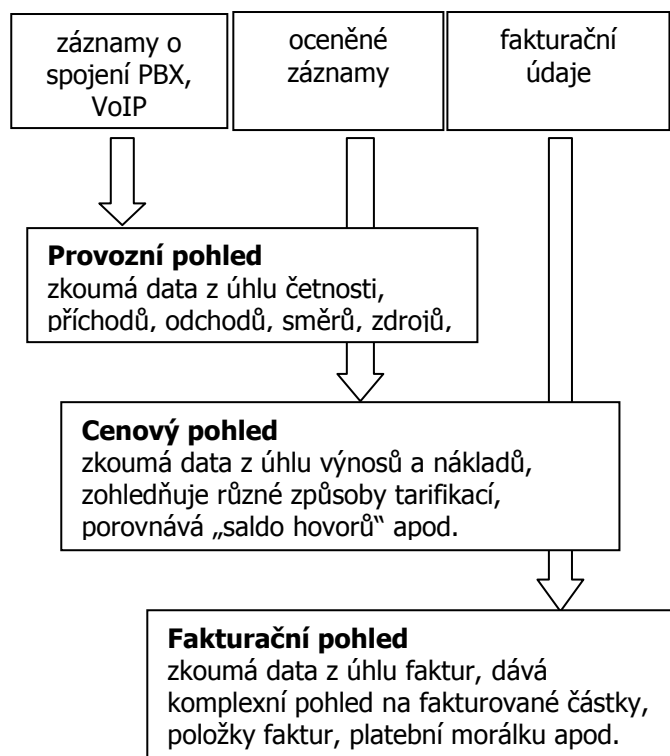 záznamy o
spojení PBX,
VoIP
oceněné
záznamy
fakturační
údaje
Provozní pohled
zkoumá data z úhlu četnosti,
příchodů, odchodů, směrů, zdrojů,
Cenový pohled
zkoumá data z úhlu výnosů a nákladů,
zohledňuje různé způsoby tarifikací,
porovnává „saldo hovorů“ apod.
Fakturační pohled
zkoumá data z úhlu faktur, dává
komplexní pohled na fakturované částky,
položky faktur, platební morálku apod.